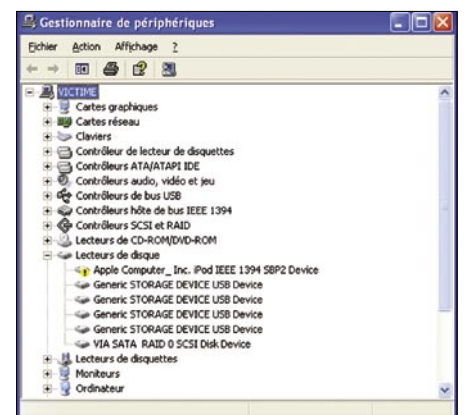 Gestionnaire de périphériques
Fichier Action Affichage ?
VICTIME
Cartes graphiques
Cartes réseau
Claviers
Contrôleur de lecteur de disquettes
Contrôleurs ATA/ATAPI IDE
Contrôleurs audio, vidéo et jeu
Contrôleurs de bus USB
Contrôleurs hôte de bus IEEE 1394
Contrôleurs SCSI et RAID
Lecteurs de CD-ROM/DVD-ROM
Lecteurs de disque
Apple Computer_ Inc. iPod IEEE 1394 SBP2 Device
Generic STORAGE DEVICE USB Device
Generic STORAGE DEVICE USB Device
Generic STORAGE DEVICE USB Device
Generic STORAGE DEVICE USB Device
VIA SATA RAID 0 SCSI Disk Device
Lecteurs de disquettes
Moniteurs
Ordinateur